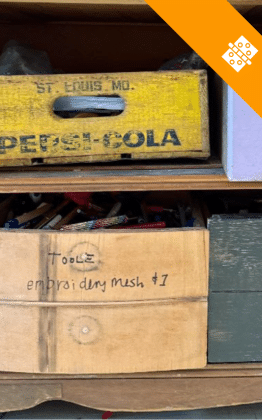 ST. LOUIS MO.
PEPSI-COLA
TOOLE
embroidery mesh #1